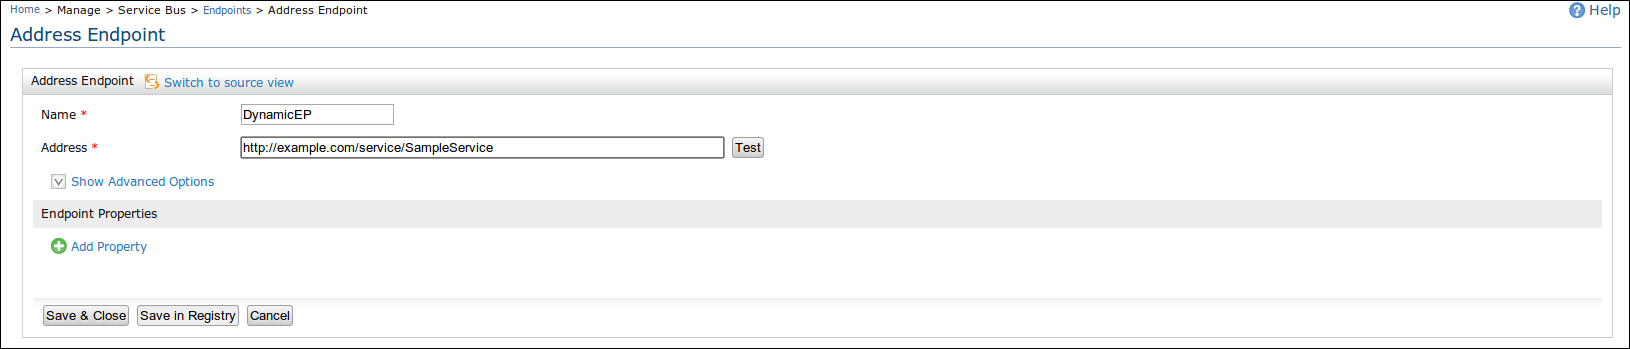 Home > Manage > Service Bus > Endpoints > Address Endpoint
Help
Address Endpoint
Address Endpoint Switch to source view
Name * DynamicEP
Address * http://example.com/service/SampleService Test
Show Advanced Options
Endpoint Properties
Add Property
Save & Close Save in Registry Cancel